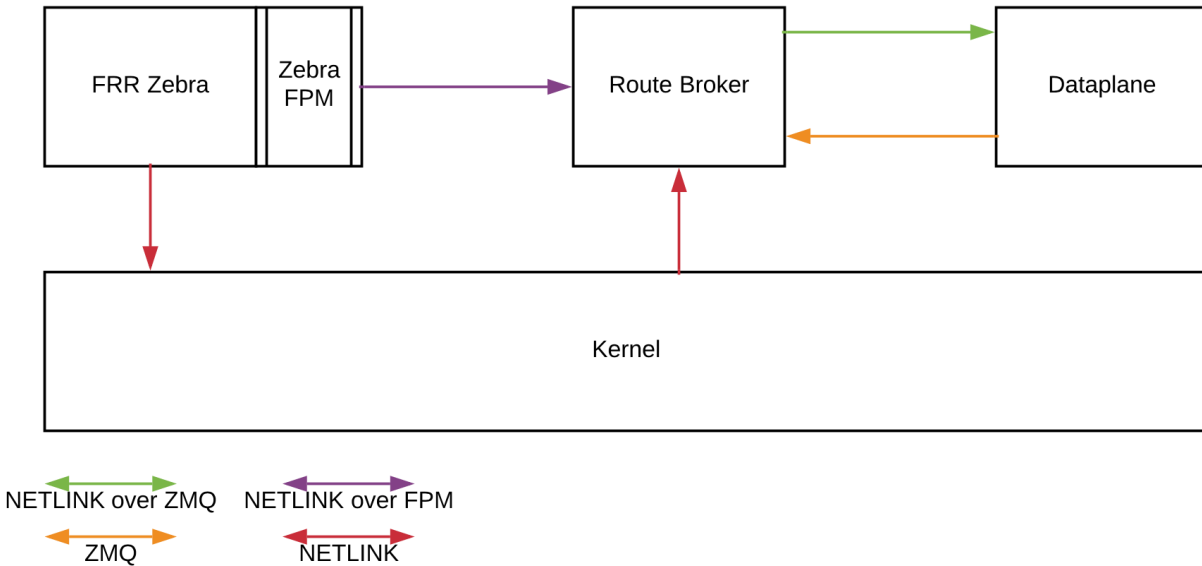 FRR Zebra
Zebra
FPM
Route Broker
Dataplane
Kernel
NETLINK over ZMQ
NETLINK over FPM
ZMQ
NETLINK